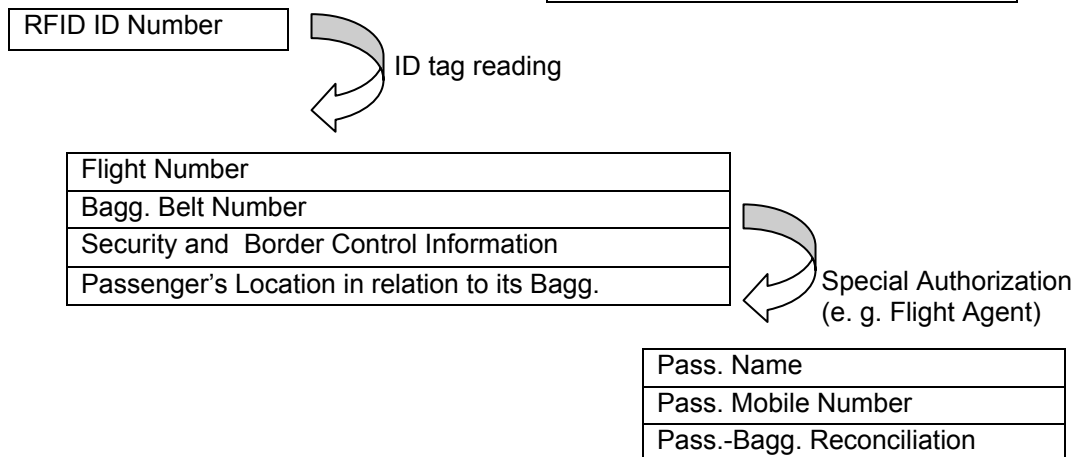 RFID ID Number
ID tag reading
Flight Number
Bagg. Belt Number
Security and Border Control Information
Passenger’s Location in relation to its Bagg.
Special Authorization
(e. g. Flight Agent)
Pass. Name
Pass. Mobile Number
Pass.-Bagg. Reconciliation